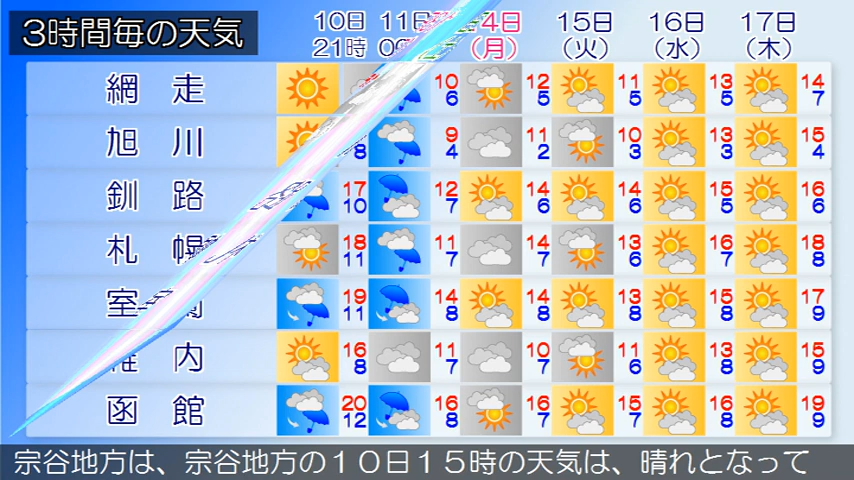 3時間毎の天気
10日 11日 4日 15日 16日 17日
21時 (月) (火) (水) (木)
網走 10 6 12 5 11 5 13 5 14 7
旭川 8 9 4 11 2 10 3 13 3 15 4
釧路 17 10 12 7 14 6 14 6 15 5 16 6
札幌 18 11 11 7 14 7 13 6 16 7 18 8
室蘭 19 11 14 8 14 8 13 8 15 8 17 9
稚内 16 8 11 7 10 7 11 6 13 8 15 9
函館 20 12 16 8 16 7 15 7 16 8 19 9
宗谷地方は、宗谷地方の10日15時の天気は、晴れとなって